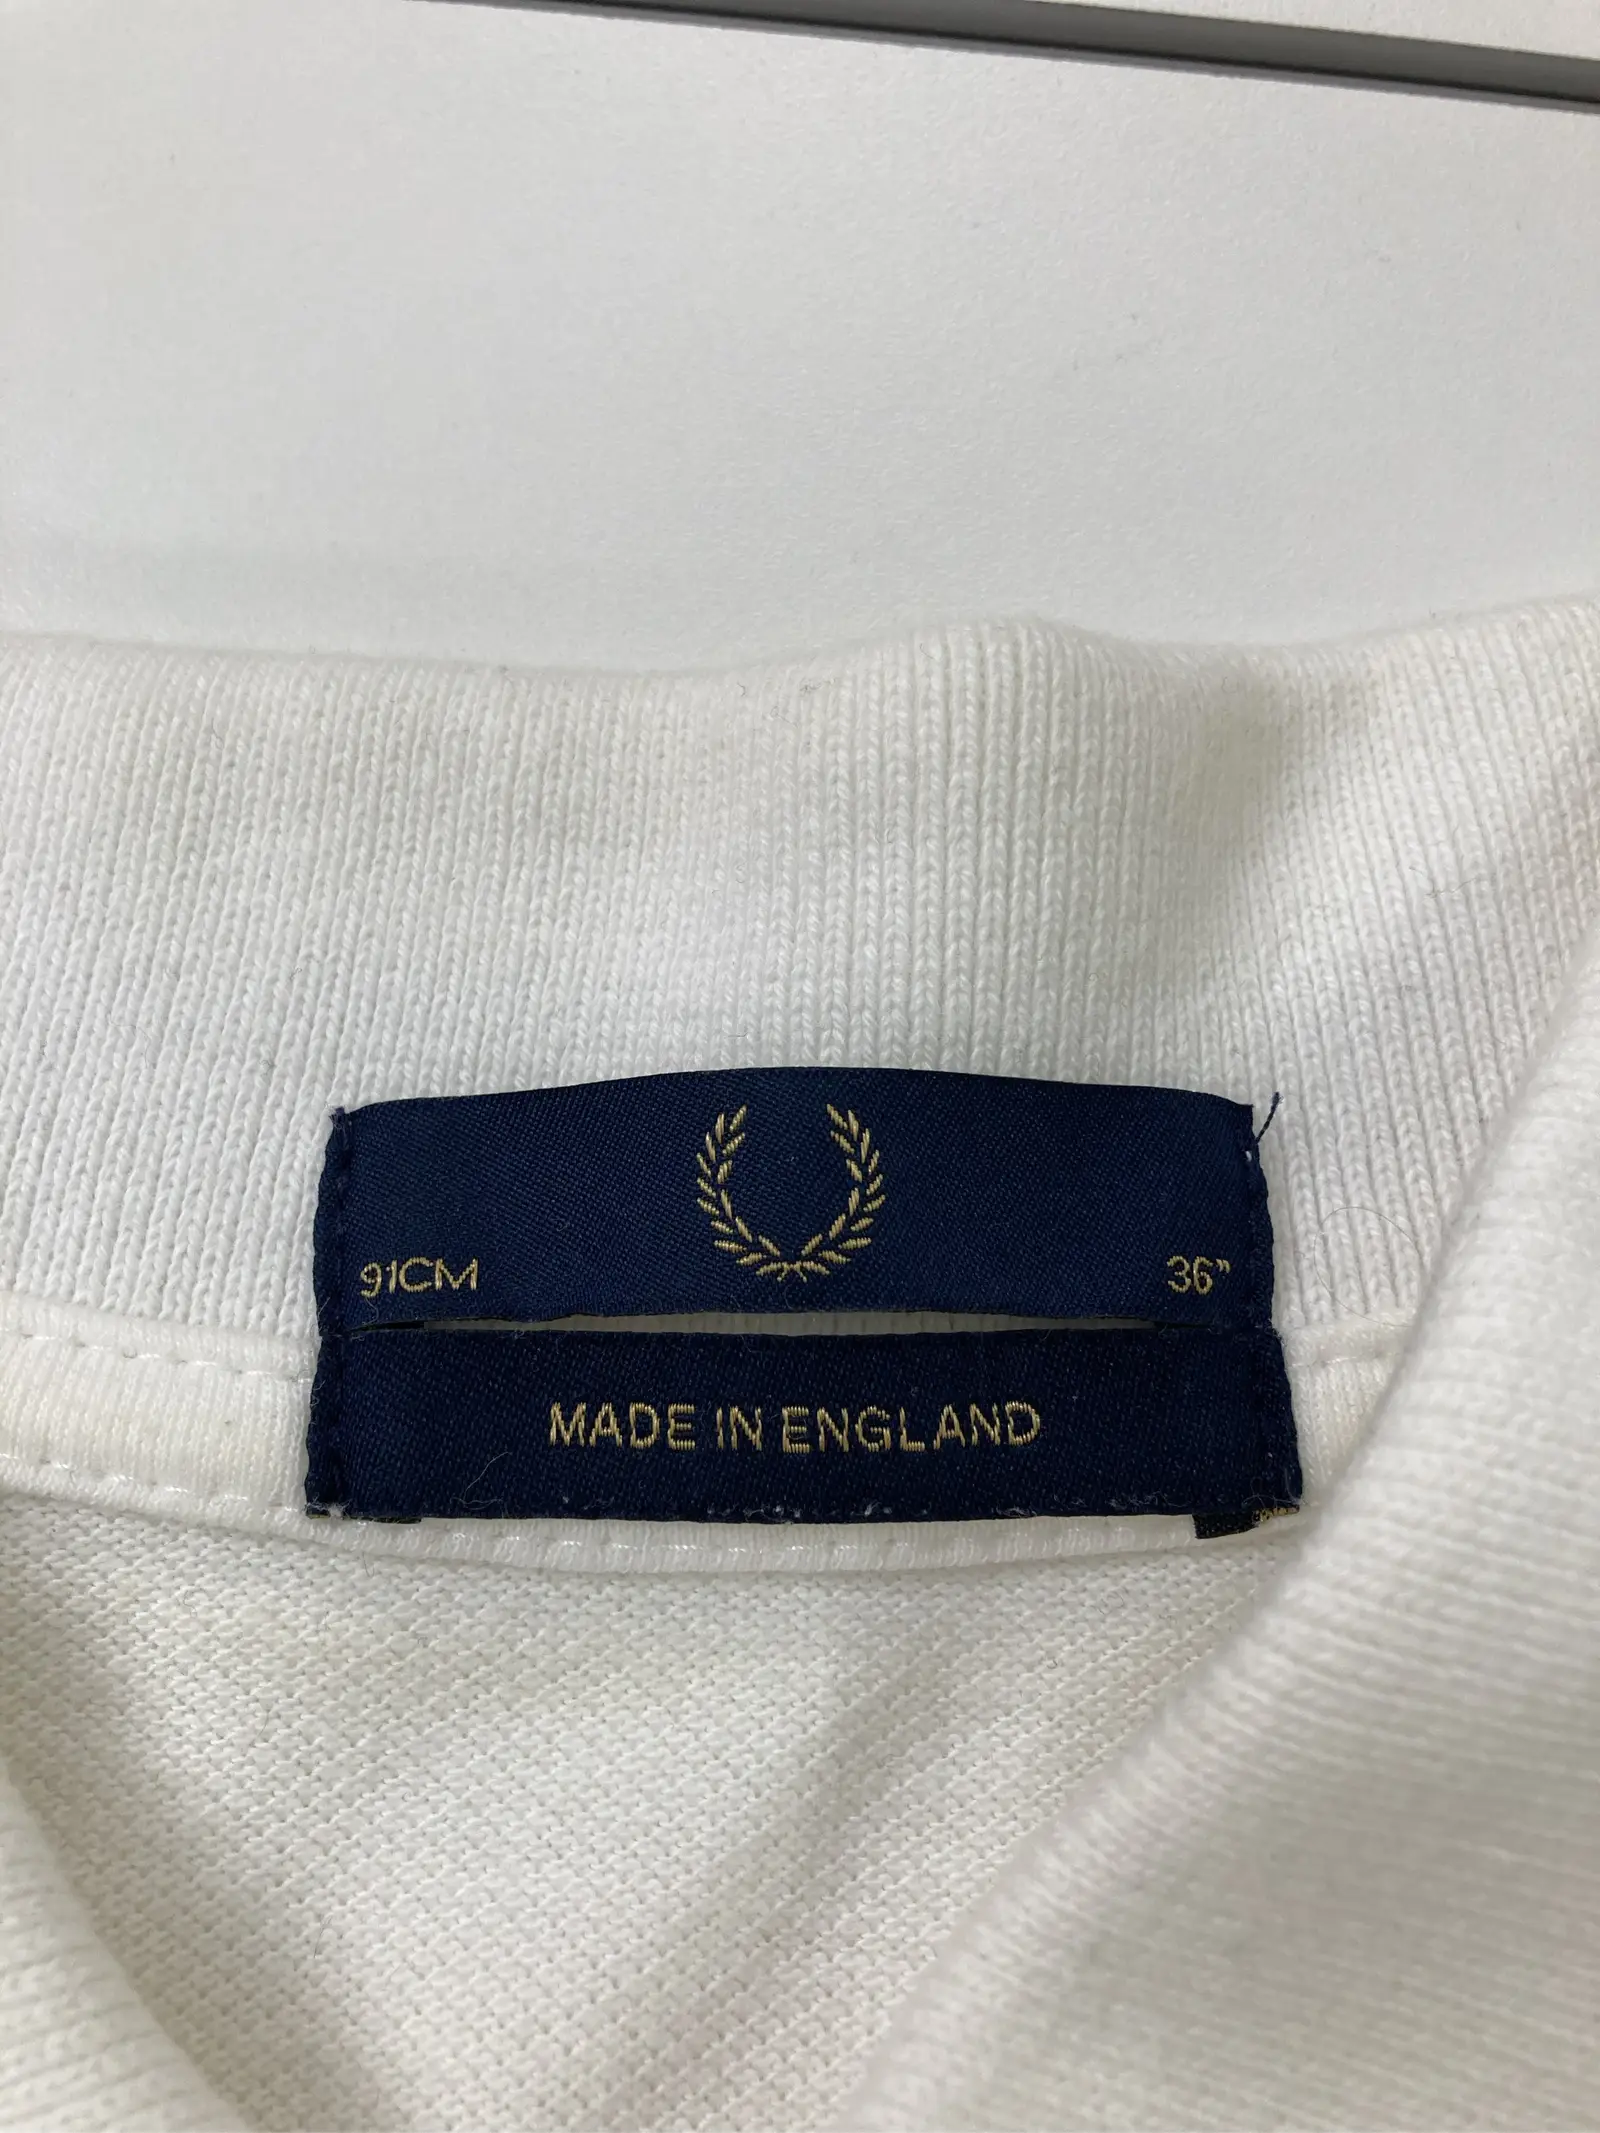 91CM 36”
MADE IN ENGLAND